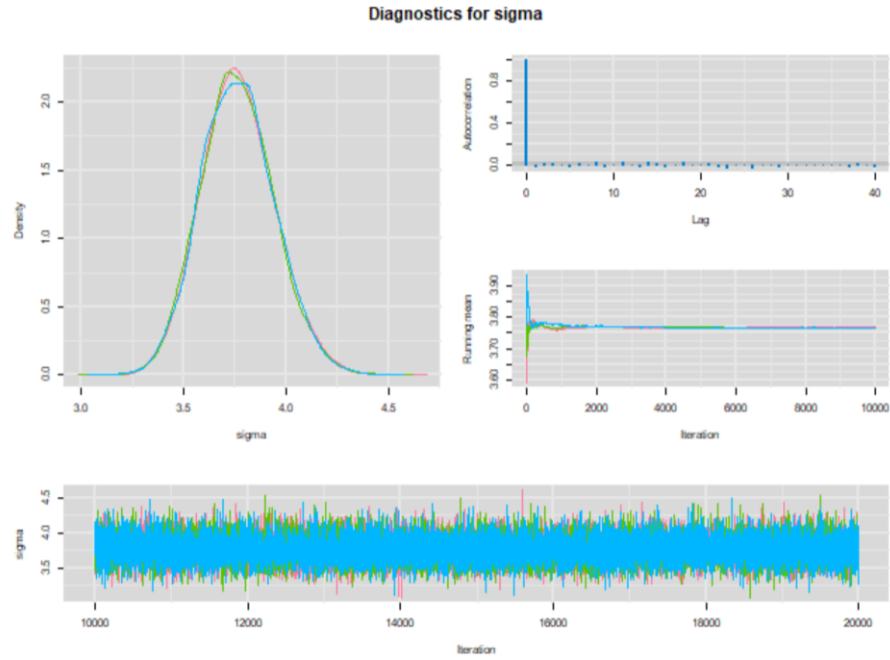 Diagnostics for sigma
Density
0.0 0.5 1.0 1.5 2.0
3.0 3.5 4.0 4.5
sigma
Autocorrelation
0.0 0.4 0.8
0 10 20 30 40
Lag
Running mean
3.60 3.70 3.80 3.90
0 2000 4000 6000 8000 10000
Iteration
sigma
3.5 4.0 4.5
10000 12000 14000 16000 18000 20000
Iteration